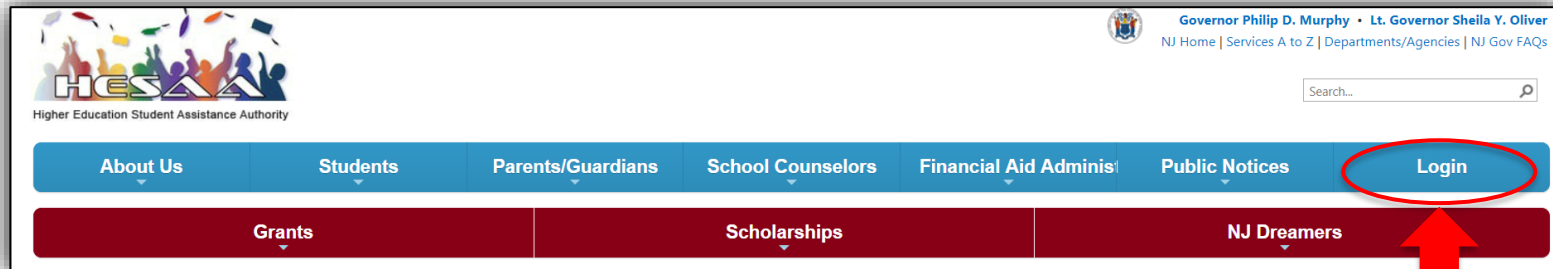 Governor Philip D. Murphy • Lt. Governor Sheila Y. Oliver
NJ Home | Services A to Z | Departments/Agencies | NJ Gov FAQs
HESAA
Higher Education Student Assistance Authority
Search...
About Us Students Parents/Guardians School Counselors Financial Aid Administ Public Notices Login
Grants Scholarships NJ Dreamers